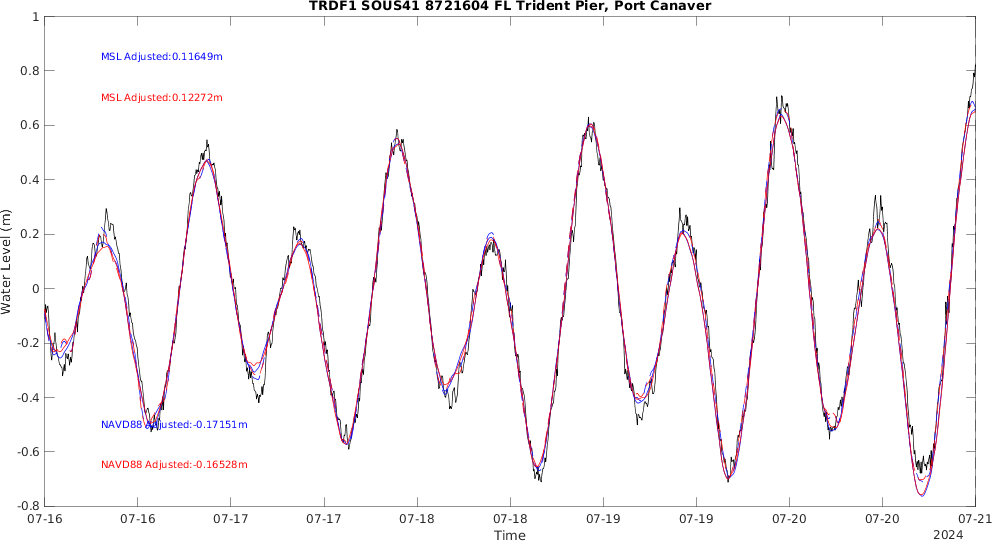 TRDF1 SOUS41 8721604 FL Trident Pier, Port Canaver
1
0.8
0.6
0.4
0.2
0
-0.2
-0.4
-0.6
-0.8
Water Level (m)
MSL Adjusted:0.11649m
MSL Adjusted:0.12272m
NAVD88 Adjusted:-0.17151m
NAVD88 Adjusted:-0.16528m
07-16 07-16 07-17 07-17 07-18 07-18 07-19 07-19 07-20 07-20 07-21
Time
2024